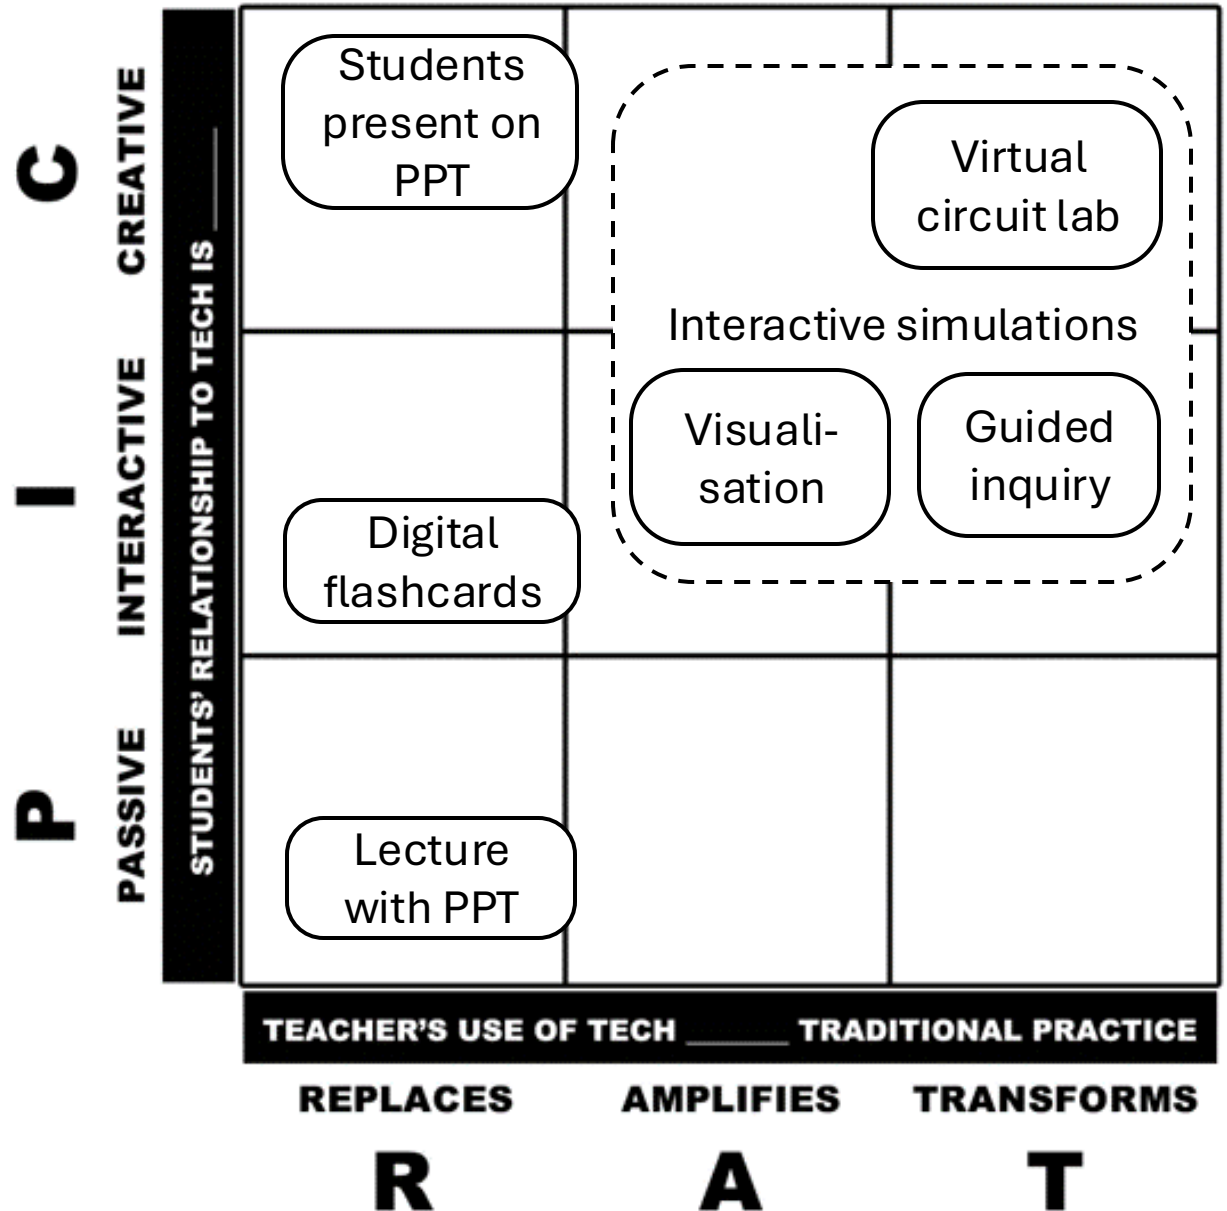 C
CREATIVE
I
INTERACTIVE
P
PASSIVE
STUDENTS’ RELATIONSHIP TO TECH IS ______
Students
present on
PPT
Virtual
circuit lab
Interactive simulations
Visuali-
sation
Guided
inquiry
Digital
flashcards
Lecture
with PPT
TEACHER’S USE OF TECH ______ TRADITIONAL PRACTICE
REPLACES
AMPLIFIES
TRANSFORMS
R
A
T